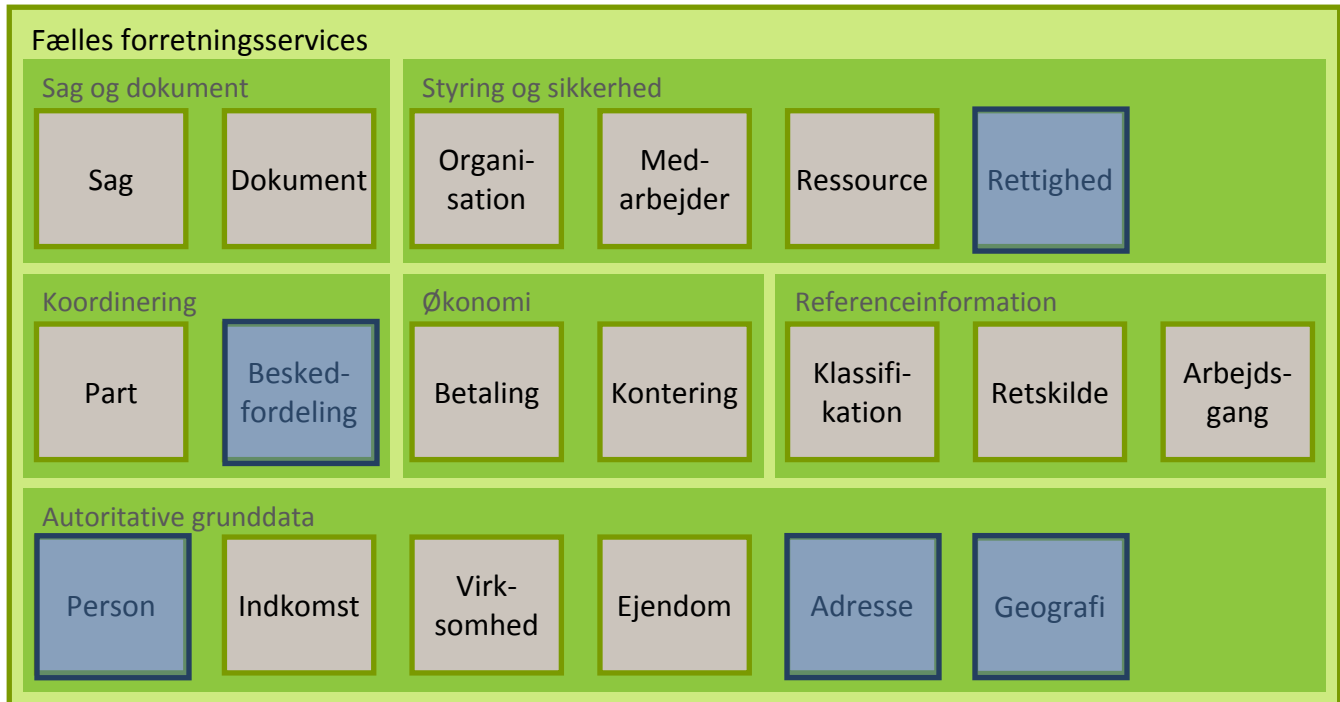 Fælles forretningsservices
Sag og dokument
Sag
Dokument
Styring og sikkerhed
Organi-
sation
Med-
arbejder
Ressource
Rettighed
Koordinering
Part
Besked-
fordeling
Økonomi
Betaling
Kontering
Referenceinformation
Klassifi-
kation
Retskilde
Arbejds-
gang
Autoritative grunddata
Person
Indkomst
Virk-
somhed
Ejendom
Adresse
Geografi